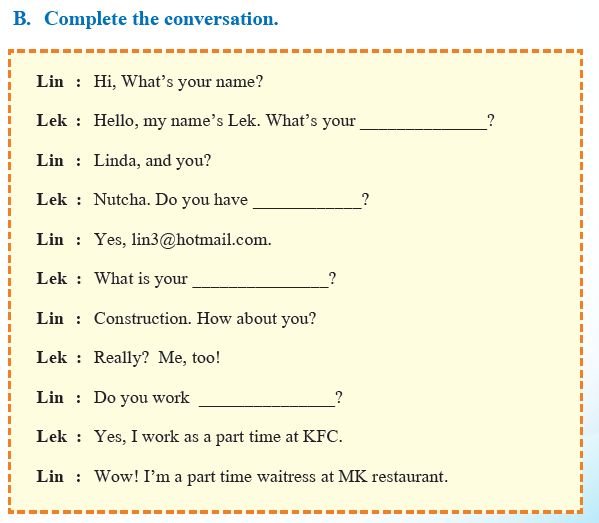 B. Complete the conversation.
Lin : Hi, What's your name?
Lek : Hello, my name's Lek. What's your ______________?
Lin : Linda, and you?
Lek : Nutcha. Do you have ____________?
Lin : Yes, lin3@hotmail.com.
Lek : What is your _______________?
Lin : Construction. How about you?
Lek : Really? Me, too!
Lin : Do you work _______________?
Lek : Yes, I work as a part time at KFC.
Lin : Wow! I'm a part time waitress at MK restaurant.